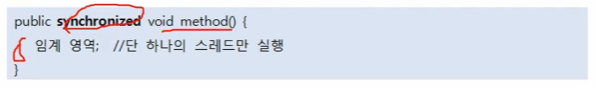 public synchronized void method() {
임계 영역; //단 하나의 스레드만 실행
}